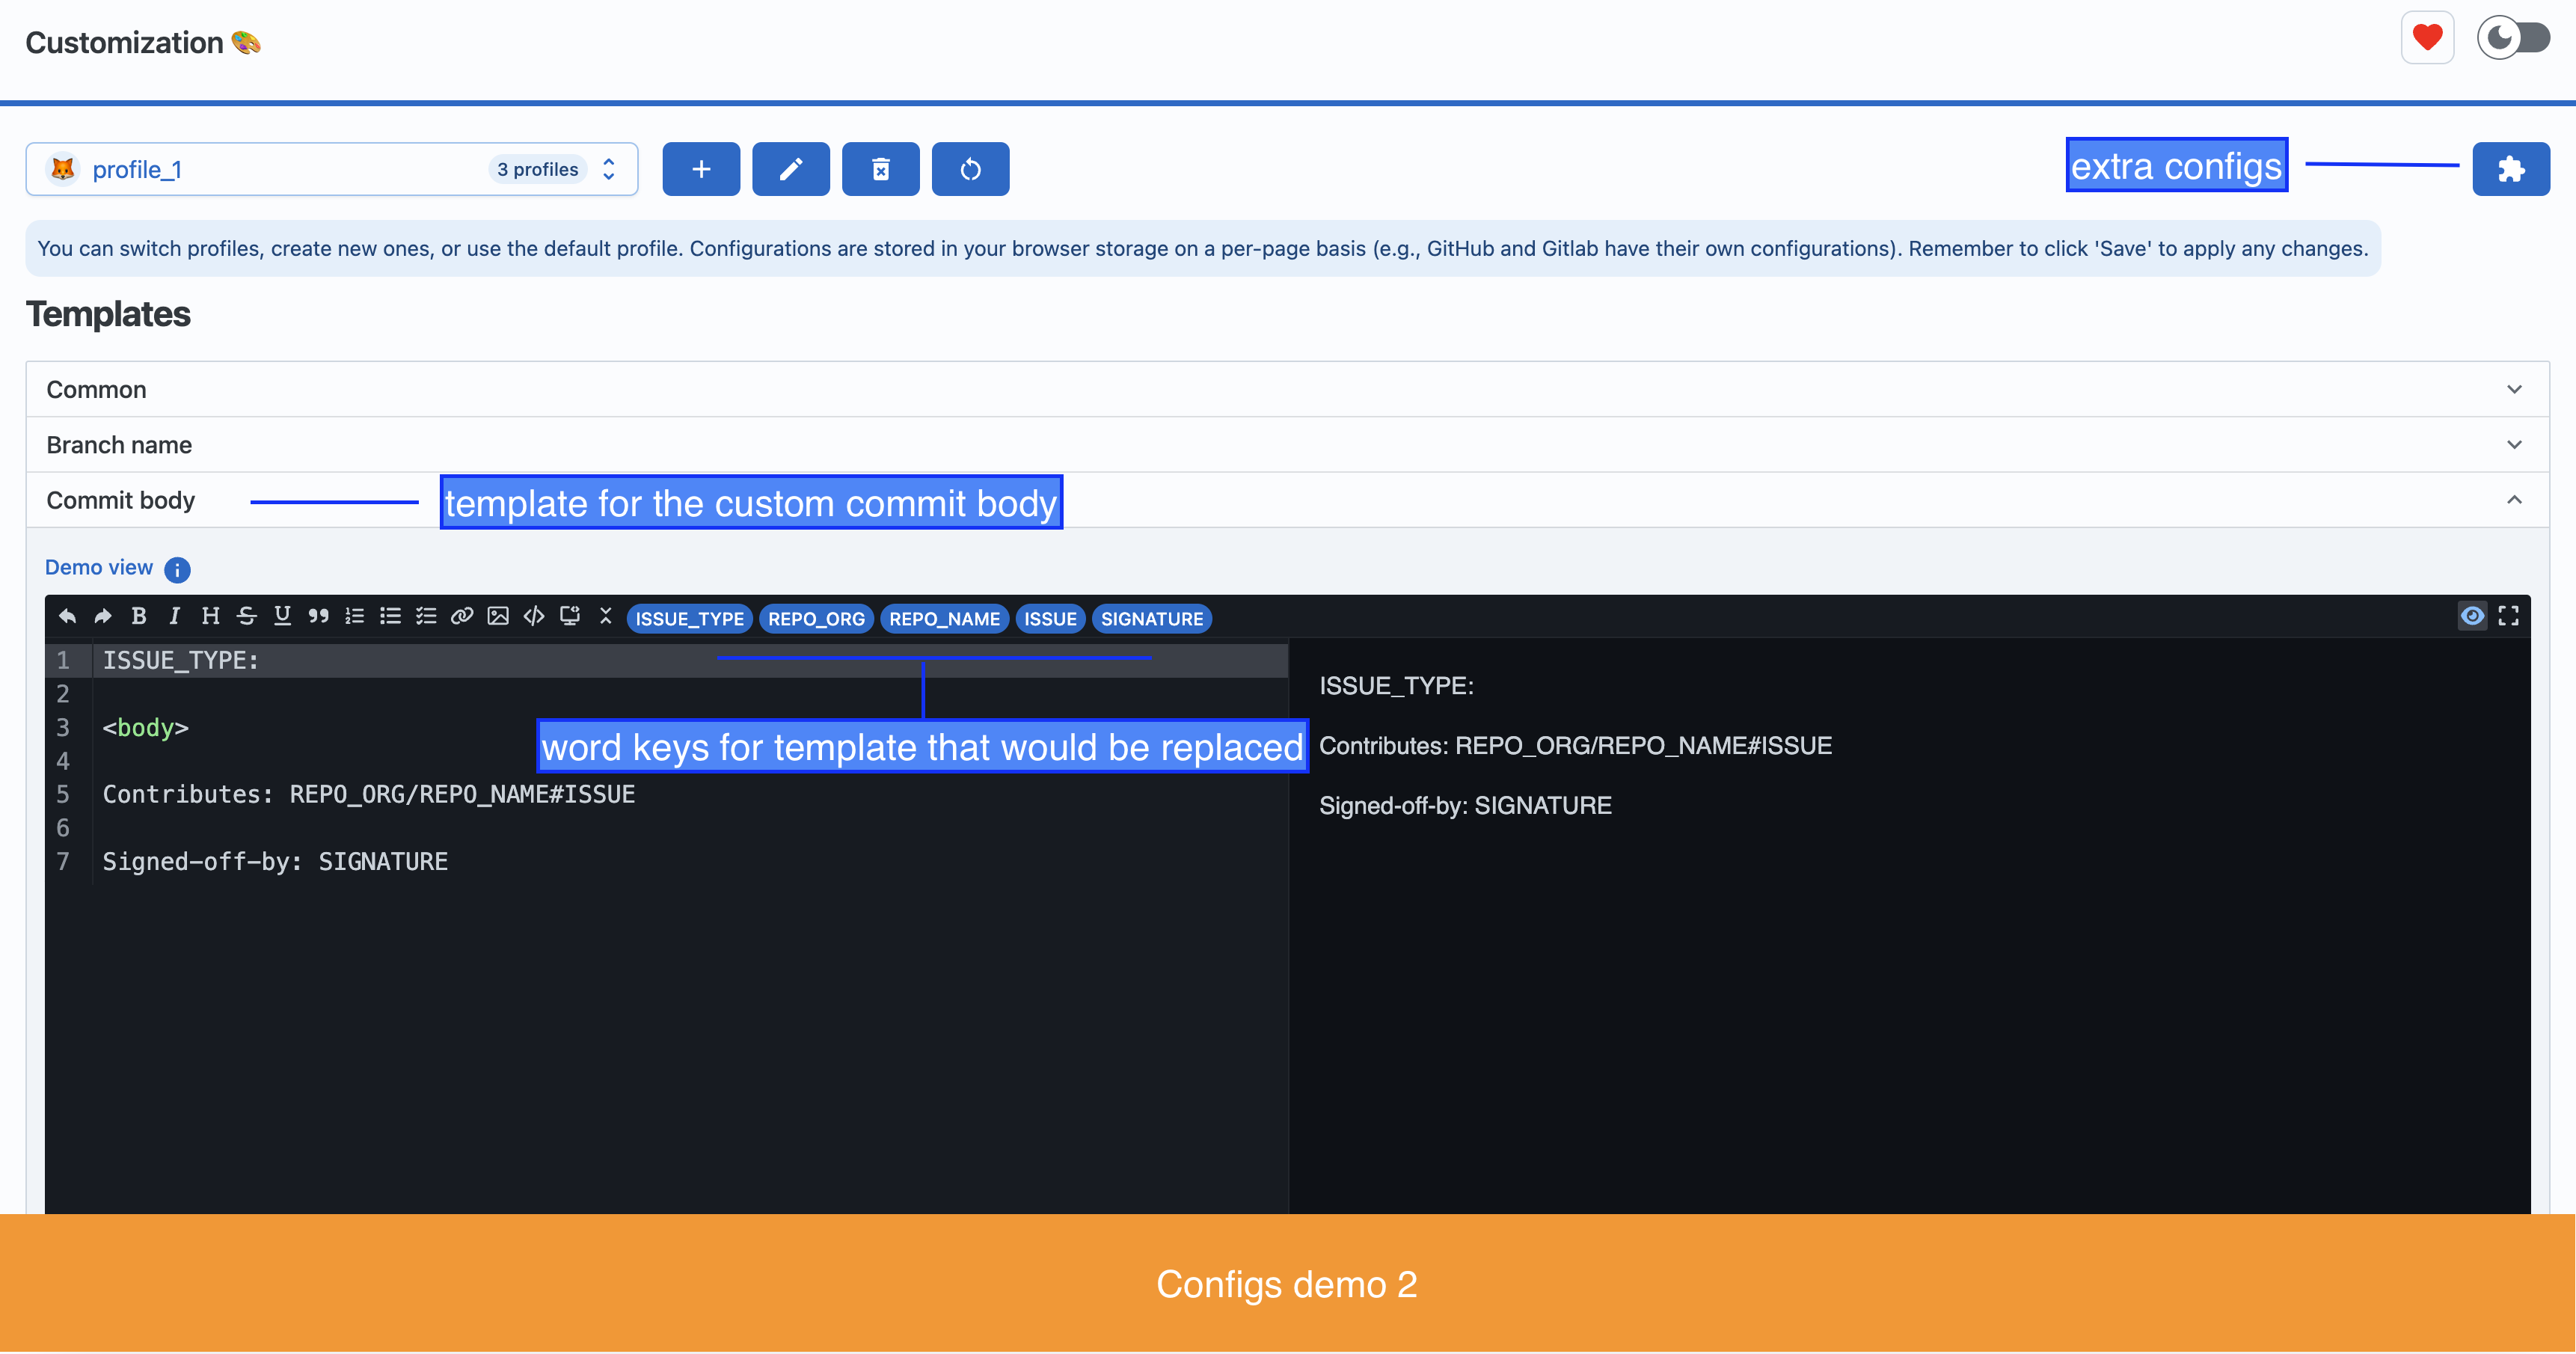 Customization
profile_1
3 profiles
extra configs
You can switch profiles, create new ones, or use the default profile. Configurations are stored in your browser storage on a per-page basis (e.g., GitHub and Gitlab have their own configurations). Remember to click 'Save' to apply any changes.
Templates
Common
Branch name
Commit body
template for the custom commit body
Demo view
ISSUE_TYPE REPO_ORG REPO_NAME ISSUE SIGNATURE
1 ISSUE_TYPE:
2
3 <body>
4
5 Contributes: REPO_ORG/REPO_NAME#ISSUE
6
7 Signed-off-by: SIGNATURE
word keys for template that would be replaced
ISSUE_TYPE:
Contributes: REPO_ORG/REPO_NAME#ISSUE
Signed-off-by: SIGNATURE
Configs demo 2